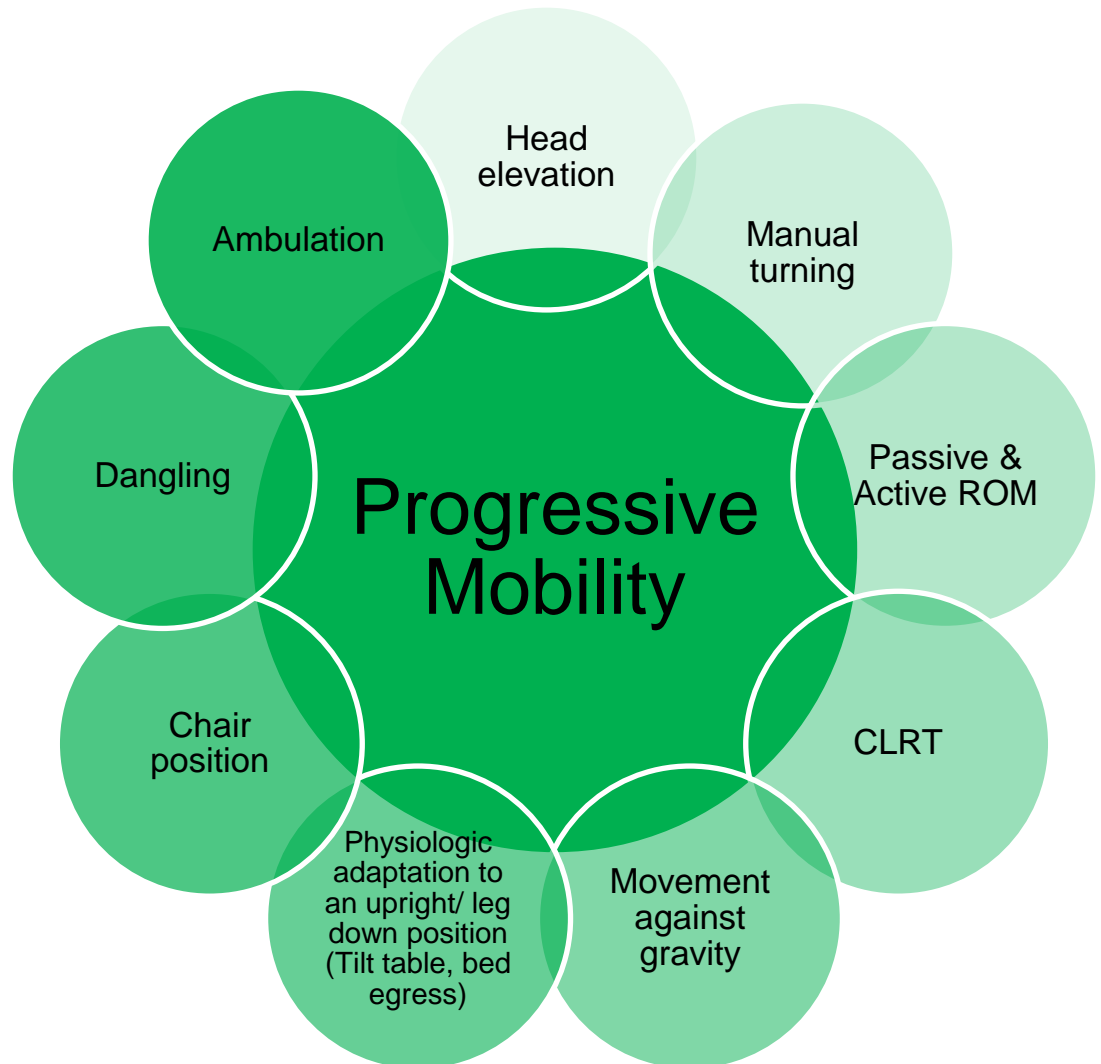 Head
elevation
Manual
turning
Passive &
Active ROM
CLRT
Movement
against
gravity
Physiologic
adaptation to
an upright/ leg
down position
(Tilt table, bed
egress)
Chair
position
Dangling
Ambulation
Progressive
Mobility